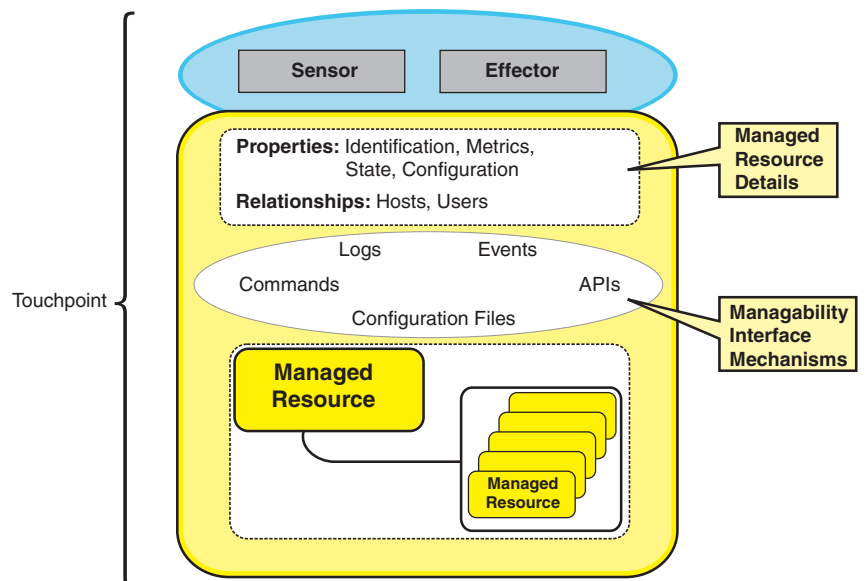 Sensor
Effector
Properties: Identification, Metrics,
State, Configuration
Relationships: Hosts, Users
Managed
Resource
Details
Logs
Events
Commands
APIs
Configuration Files
Touchpoint
Managability
Interface
Mechanisms
Managed
Resource
Managed
Resource